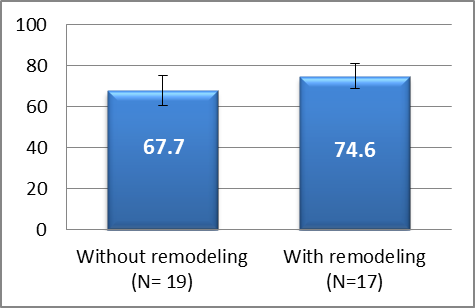 100
80
60
40
20
0
67.7
74.6
Without remodeling
(N= 19)
With remodeling
(N=17)